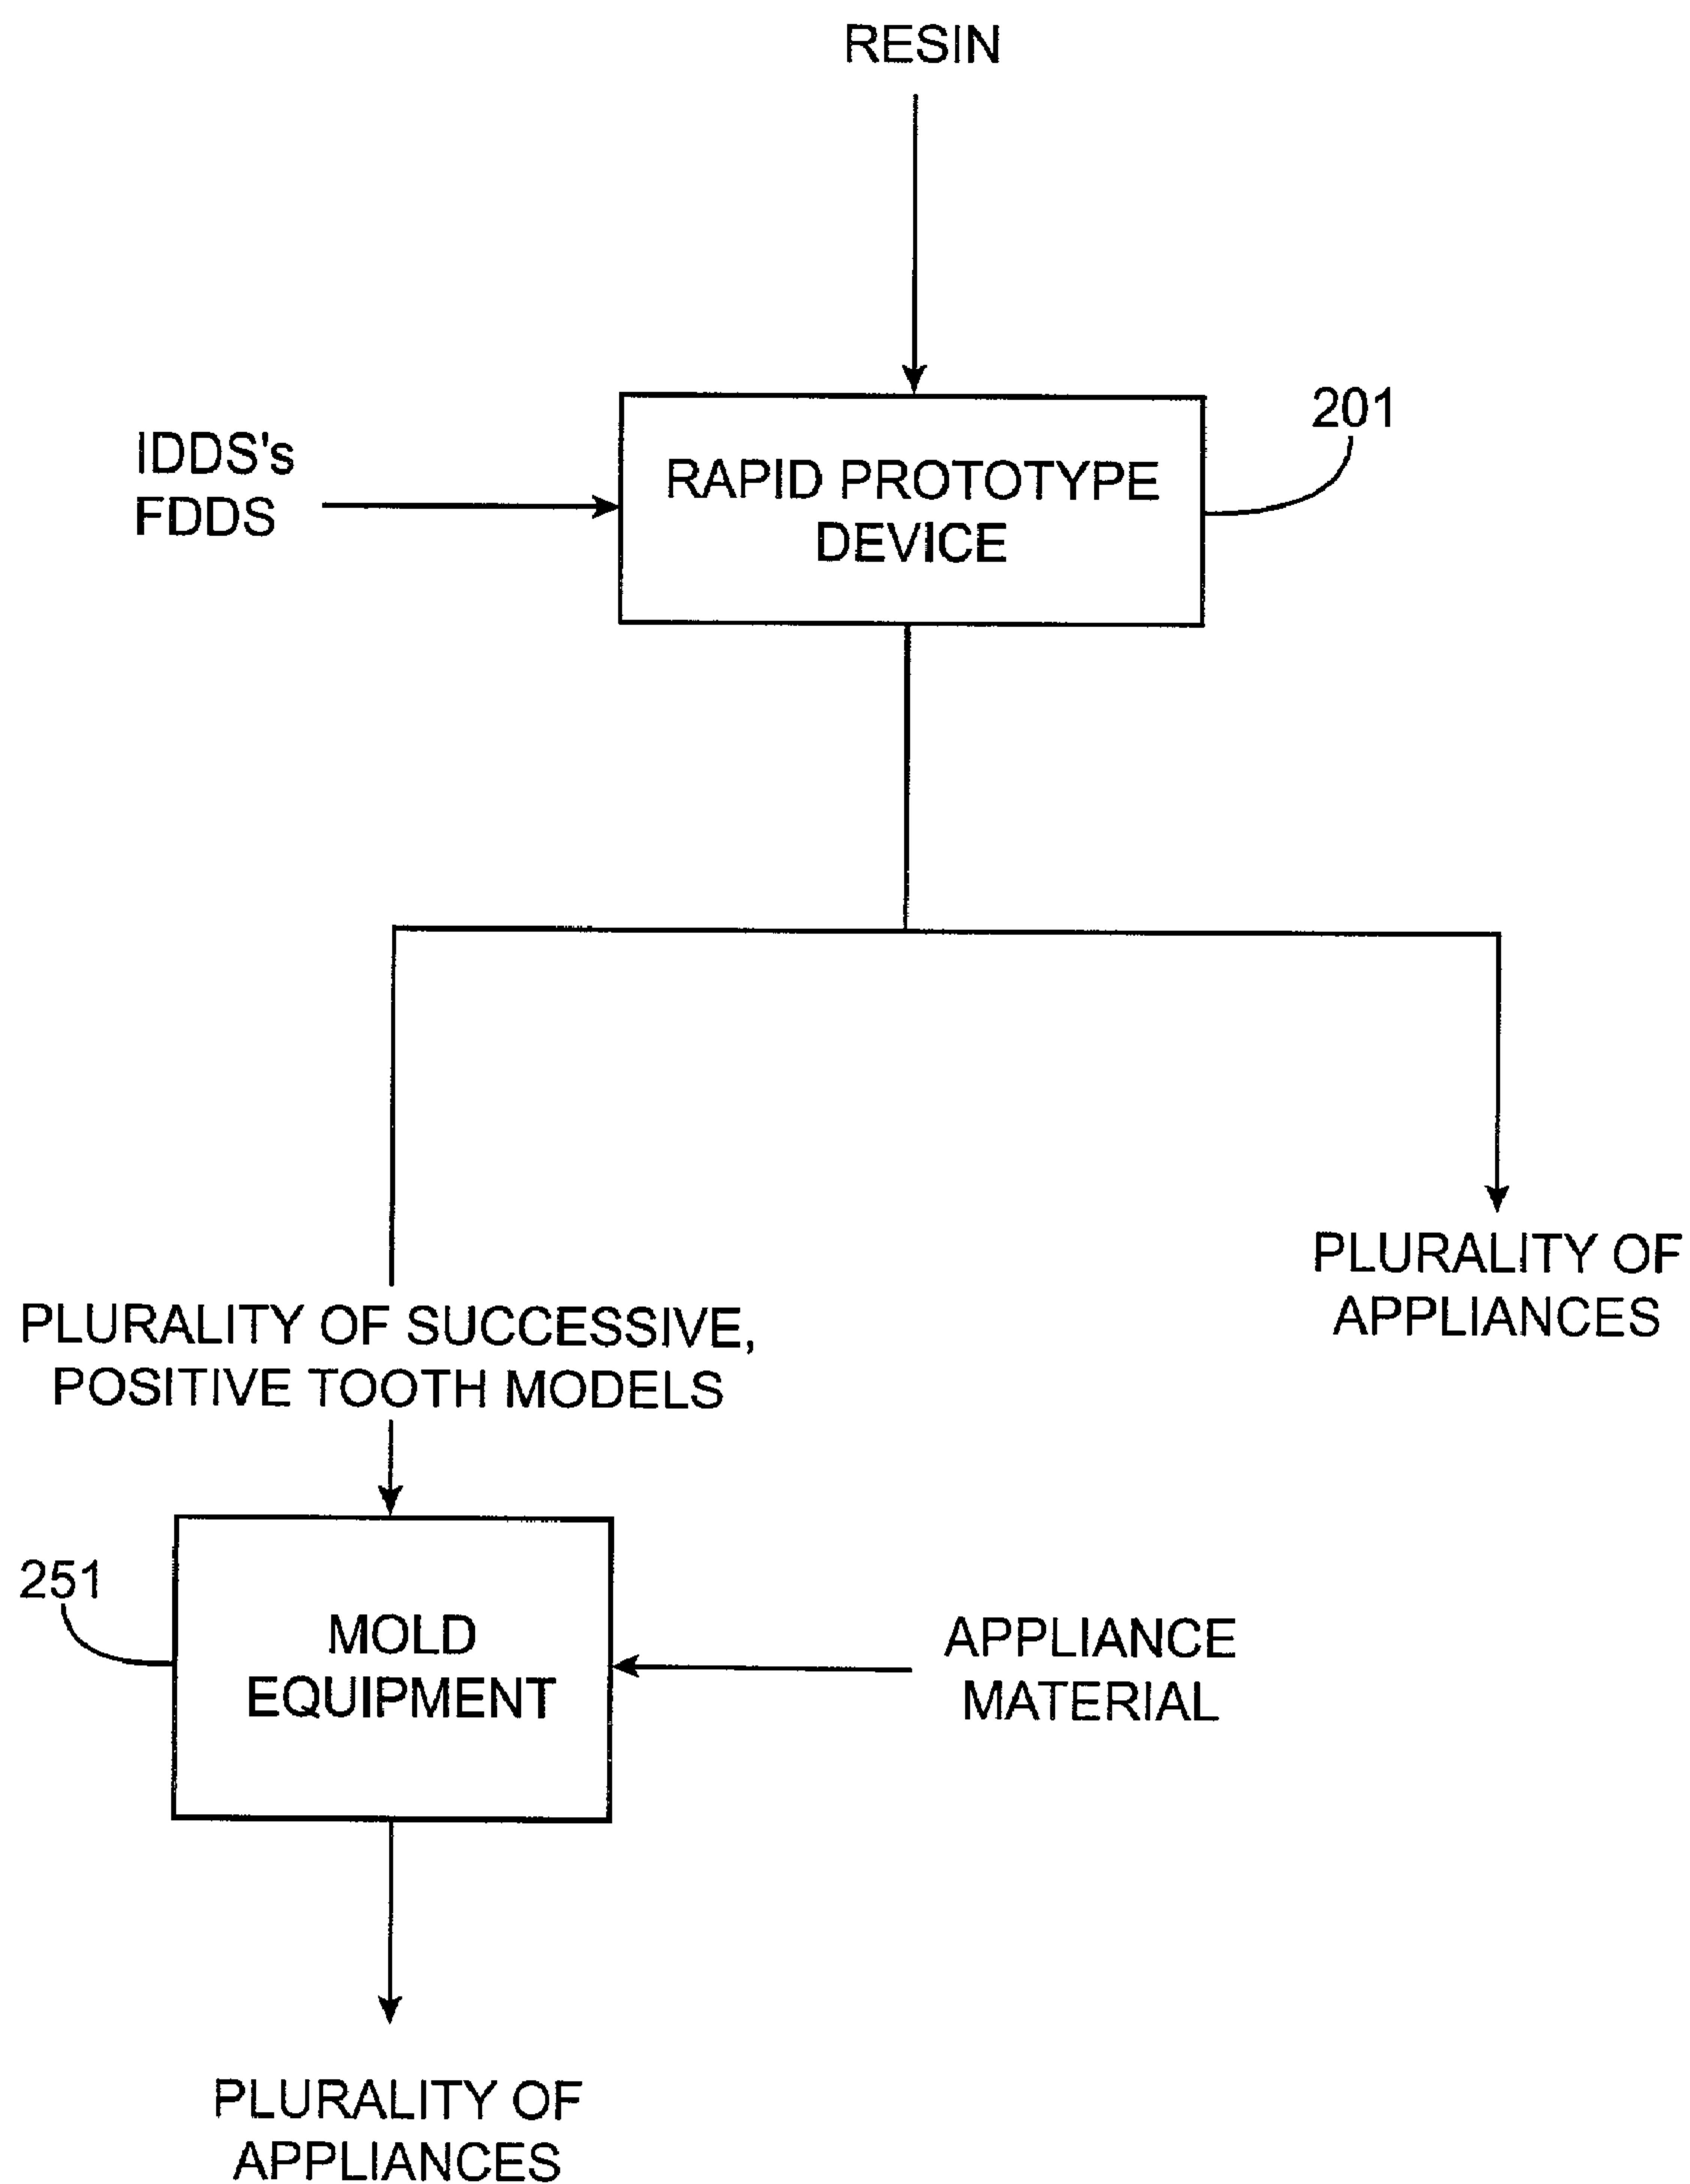 RESIN
201
IDDS's
FDDS
RAPID PROTOTYPE
DEVICE
PLURALITY OF
APPLIANCES
PLURALITY OF SUCCESSIVE,
POSITIVE TOOTH MODELS
251
MOLD
EQUIPMENT
APPLIANCE
MATERIAL
PLURALITY OF
APPLIANCES